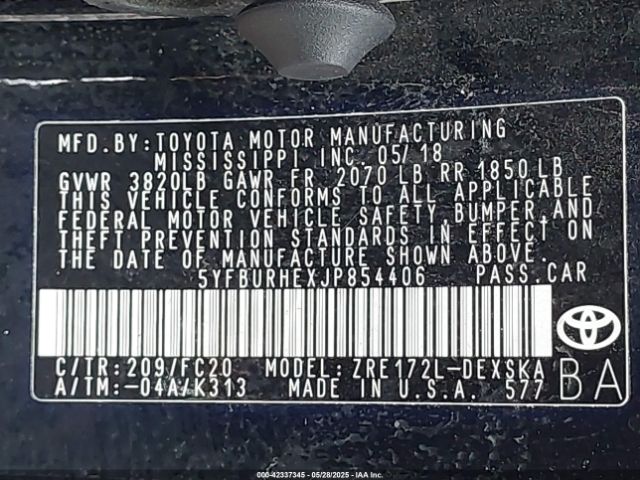 MFD.BY:TOYOTA MOTOR MANUFACTURING
MISSISSIPPI INC. 05/18
GVWR 3820LB GAWR FR 2070 LB RR 1850 LB
THIS VEHICLE CONFORMS TO ALL APPLICABLE
FEDERAL MOTOR VEHICLE SAFETY,BUMPER,AND
THEFT PREVENTION STANDARDS IN EFFECT ON
THE DATE OF MANUFACTURE SHOWN ABOVE.
5YFBURHEXJP854406 PASS.CAR
C/TR:209/FC20 MODEL:ZRE172L-DEXSKA
A/TM:-04A/K313 MADE IN U.S.A. 577 BA
000-42337345 - 05/28/2025 - IAA Inc.